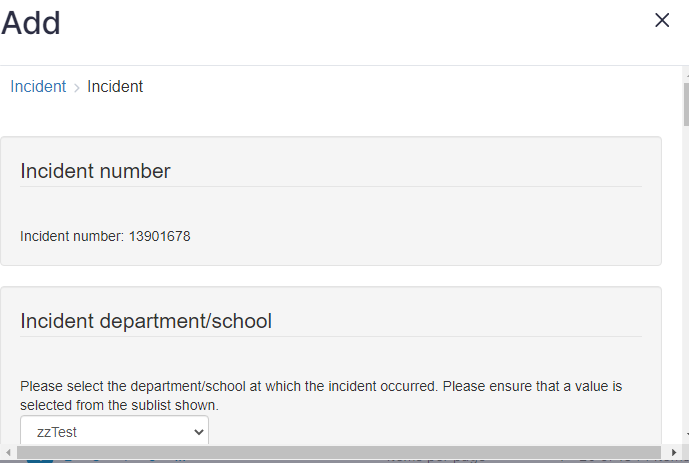 Add
Incident > Incident
Incident number
Incident number: 13901678
Incident department/school
Please select the department/school at which the incident occurred. Please ensure that a value is
selected from the sublist shown.
zzTest